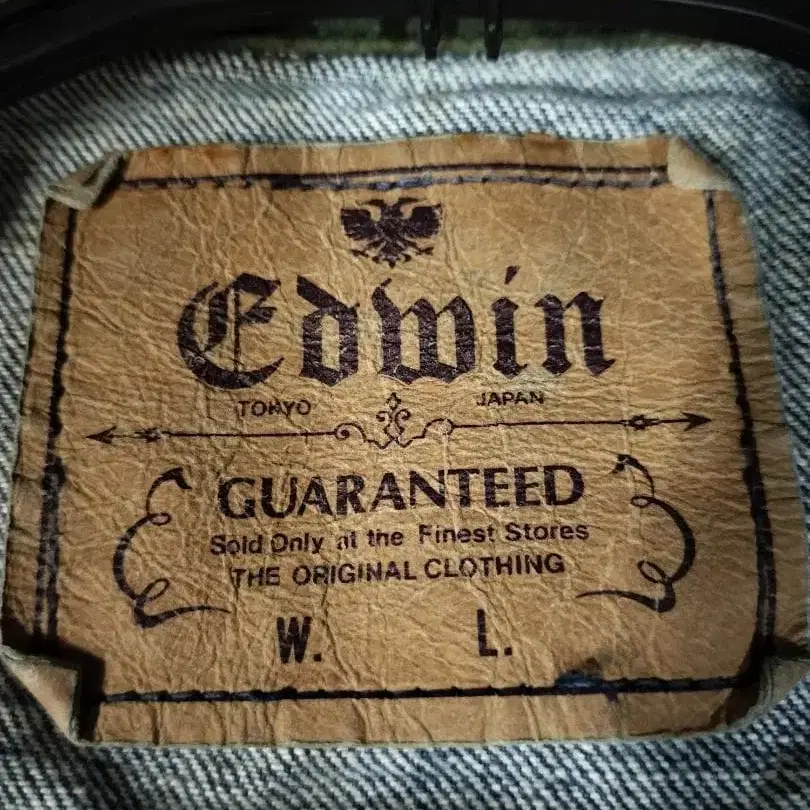 Edwin
TOKYO JAPAN
GUARANTEED
Sold Only at the Finest Stores
THE ORIGINAL CLOTHING
W. L.